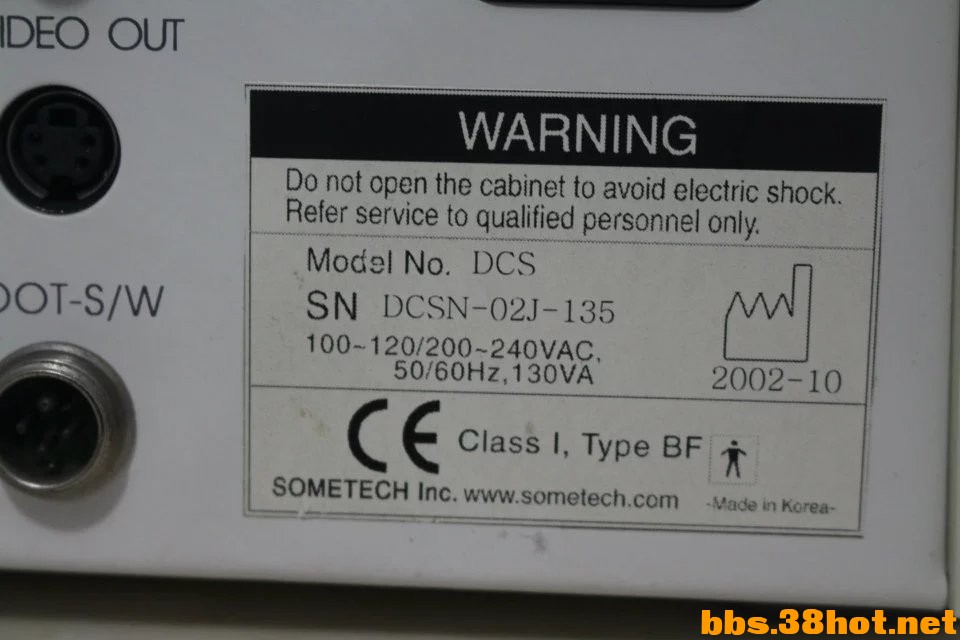 IDEO OUT
WARNING
Do not open the cabinet to avoid electric shock.
Refer service to qualified personnel only.
Model No. DCS
SN DCSN-02J-135
100~120/200~240VAC,
50/60Hz,130VA
2002-10
OOT-S/W
CE Class I, Type BF
SOMETECH Inc. www.sometech.com -Made in Korea-
bbs.38hot.net